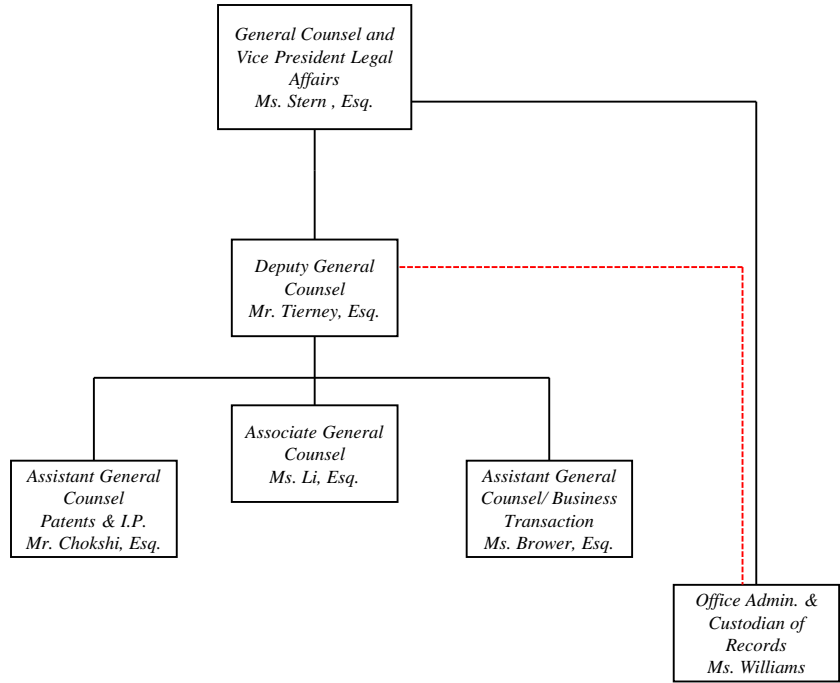 General Counsel and
Vice President Legal
Affairs
Ms. Stern , Esq.
Deputy General
Counsel
Mr. Tierney, Esq.
Associate General
Counsel
Ms. Li, Esq.
Assistant General
Counsel
Patents & I.P.
Mr. Chokshi, Esq.
Assistant General
Counsel/ Business
Transaction
Ms. Brower, Esq.
Office Admin. &
Custodian of
Records
Ms. Williams